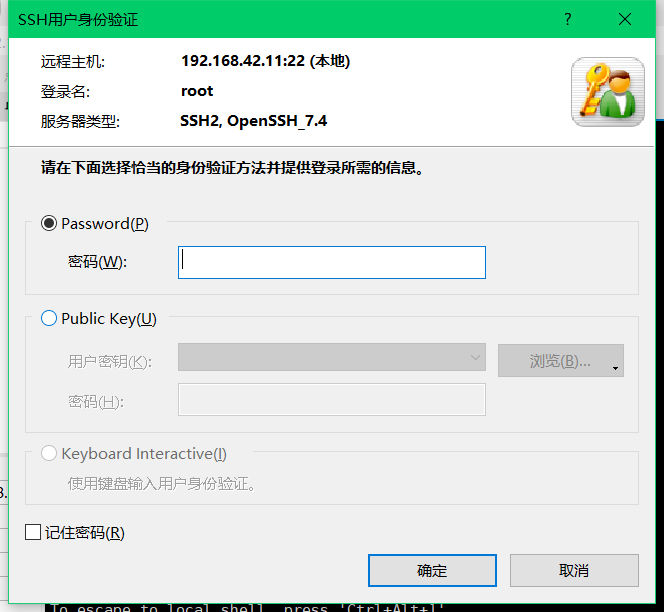 SSH用户身份验证
远程主机: 192.168.42.11:22 (本地)
登录名: root
服务器类型: SSH2, OpenSSH_7.4
请在下面选择恰当的身份验证方法并提供登录所需的信息。
Password(P)
密码(W):
Public Key(U)
用户密钥(K):
浏览(B)...
密码(H):
Keyboard Interactive(I)
使用键盘输入用户身份验证。
记住密码(R)
确定 取消
To escape to local shell, press 'Ctrl+Alt+]'